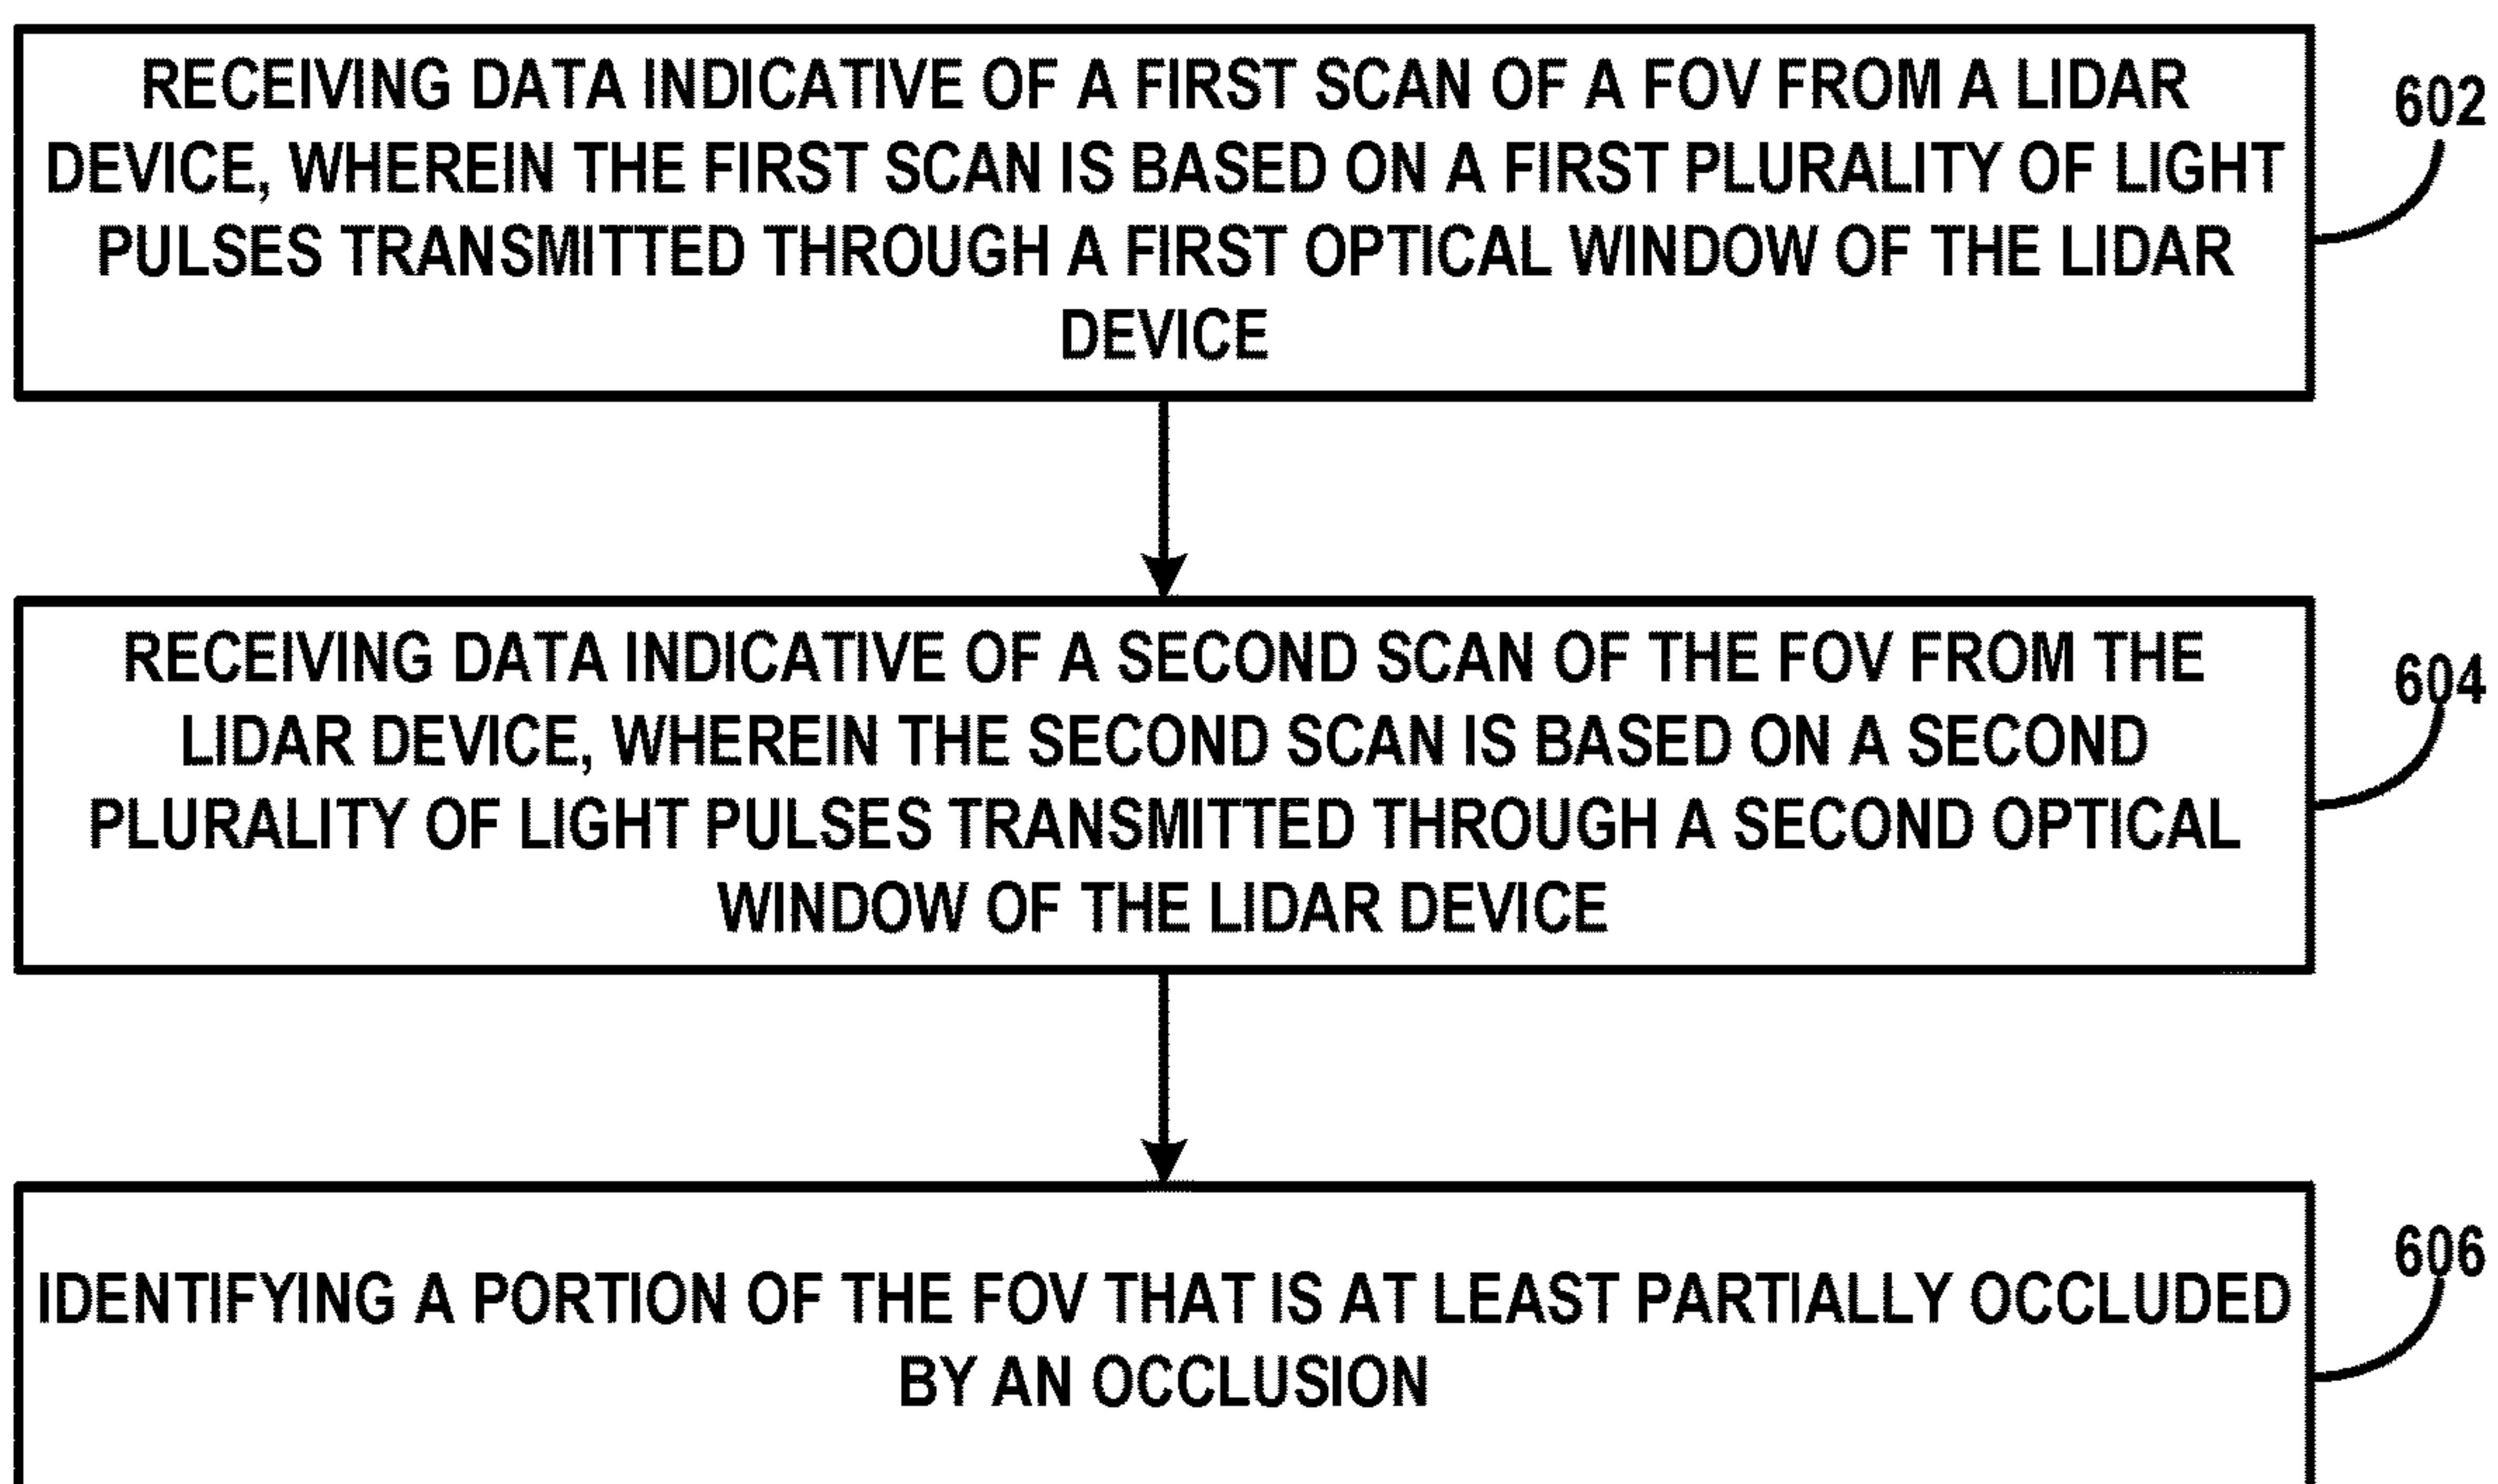 RECEIVING DATA INDICATIVE OF A FIRST SCAN OF A FOV FROM A LIDAR
DEVICE, WHEREIN THE FIRST SCAN IS BASED ON A FIRST PLURALITY OF LIGHT
PULSES TRANSMITTED THROUGH A FIRST OPTICAL WINDOW OF THE LIDAR
DEVICE
602
RECEIVING DATA INDICATIVE OF A SECOND SCAN OF THE FOV FROM THE
LIDAR DEVICE, WHEREIN THE SECOND SCAN IS BASED ON A SECOND
PLURALITY OF LIGHT PULSES TRANSMITTED THROUGH A SECOND OPTICAL
WINDOW OF THE LIDAR DEVICE
604
IDENTIFYING A PORTION OF THE FOV THAT IS AT LEAST PARTIALLY OCCLUDED
BY AN OCCLUSION
606